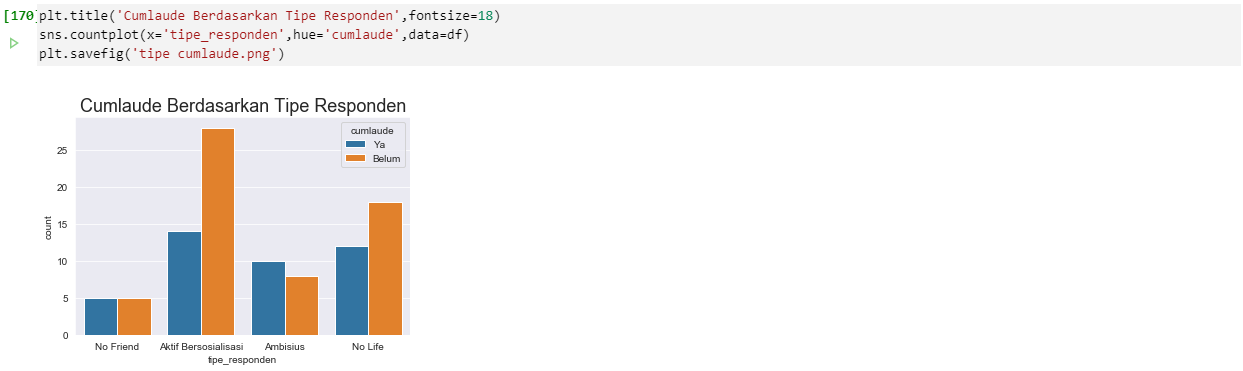 [170] plt.title('Cumlaude Berdasarkan Tipe Responden',fontsize=18)
sns.countplot(x='tipe_responden',hue='cumlaude',data=df)
plt.savefig('tipe cumlaude.png')
Cumlaude Berdasarkan Tipe Responden
cumlaude
Ya
Belum
25
20
15
10
5
0
count
No Friend Aktif Bersosialisasi Ambisius No Life
tipe_responden